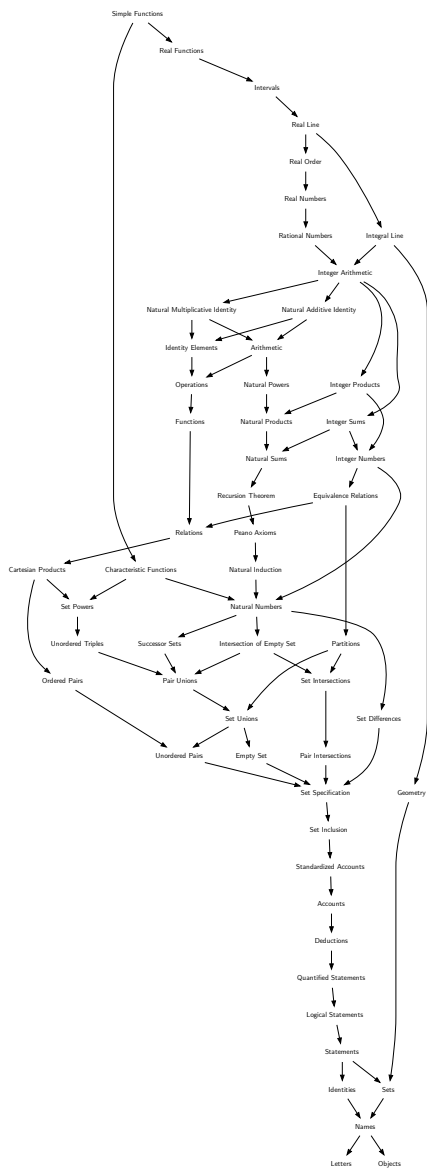 Simple Functions
Real Functions
Intervals
Real Line
Real Order
Real Numbers
Rational Numbers Integral Line
Integer Arithmetic
Natural Multiplicative Identity Natural Additive Identity
Identity Elements Arithmetic
Operations Natural Powers Integer Products
Functions Natural Products Integer Sums
Natural Sums Integer Numbers
Recursion Theorem Equivalence Relations
Relations Peano Axioms
Cartesian Products Characteristic Functions Natural Induction
Set Powers Natural Numbers
Unordered Triples Successor Sets Intersection of Empty Set Partitions
Ordered Pairs Pair Unions Set Intersections
Set Unions Set Differences
Unordered Pairs Empty Set Pair Intersections
Set Specification Geometry
Set Inclusion
Standardized Accounts
Accounts
Deductions
Quantified Statements
Logical Statements
Statements
Identities Sets
Names
Letters Objects